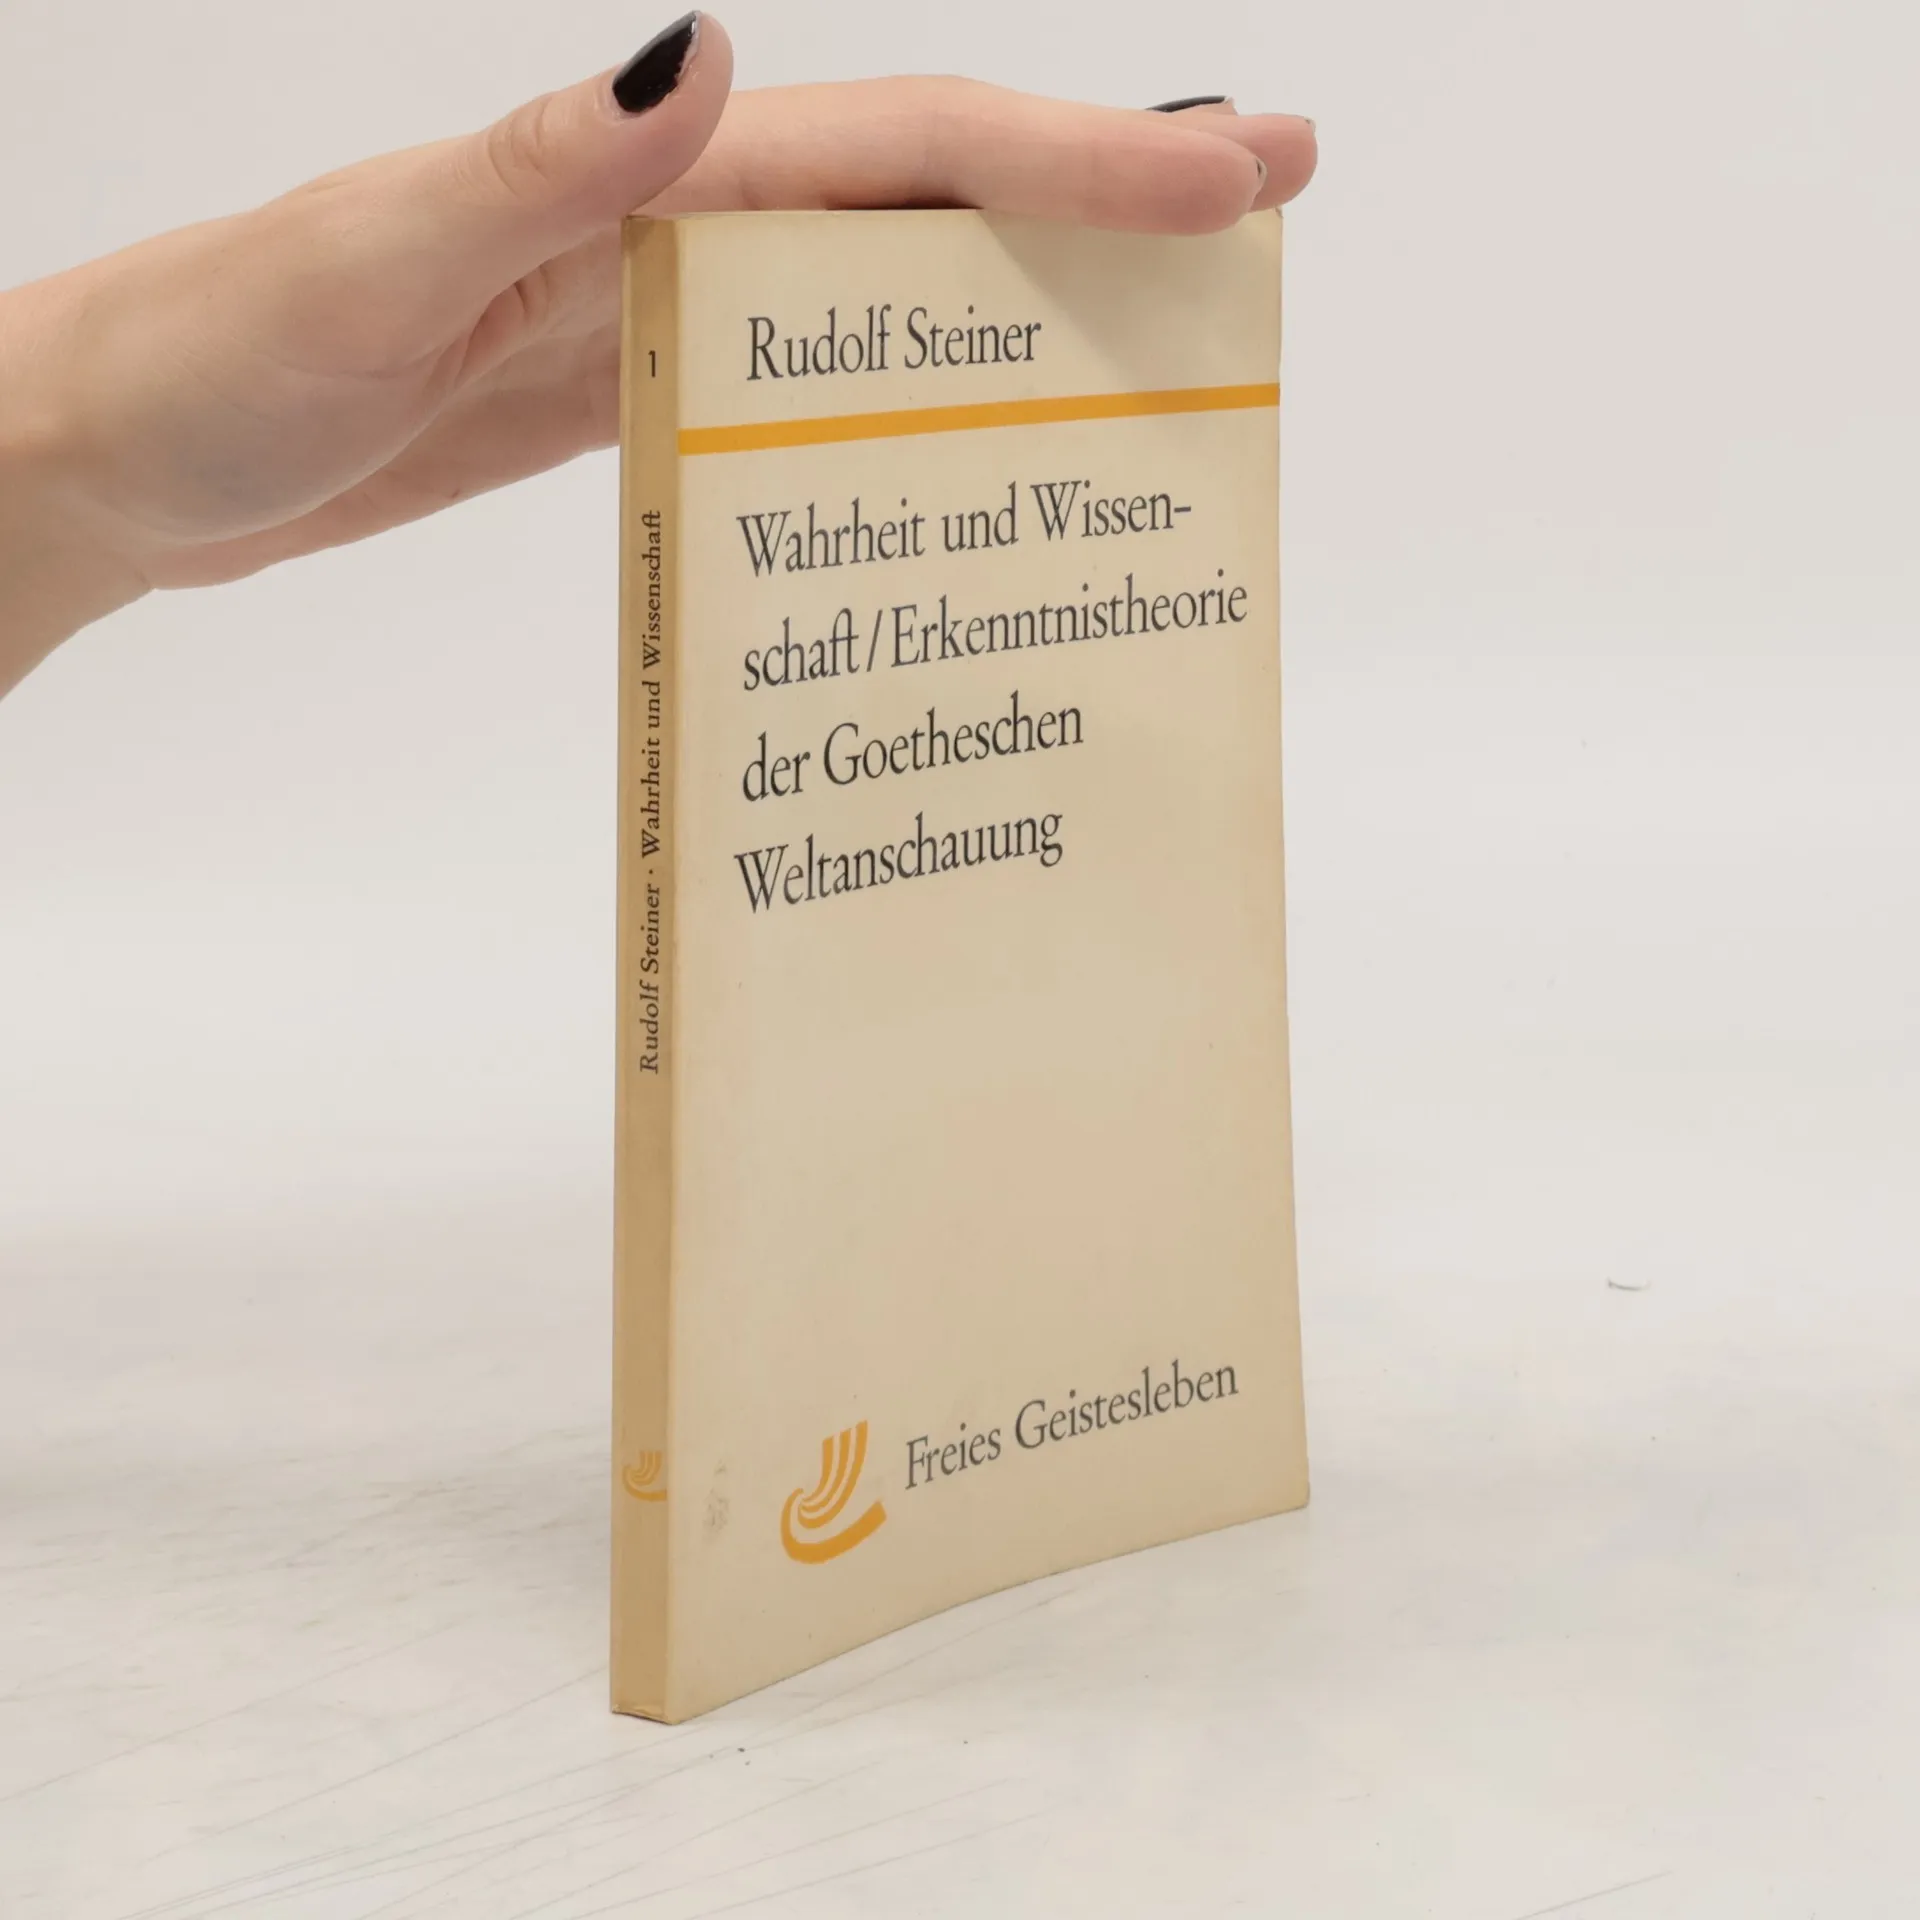 Rudolf Steiner
Wahrheit und Wissen-
schaft/Erkenntnistheorie
der Goetheschen
Weltanschauung
Freies Geistesleben
1
Rudolf Steiner · Wahrheit und Wissenschaft